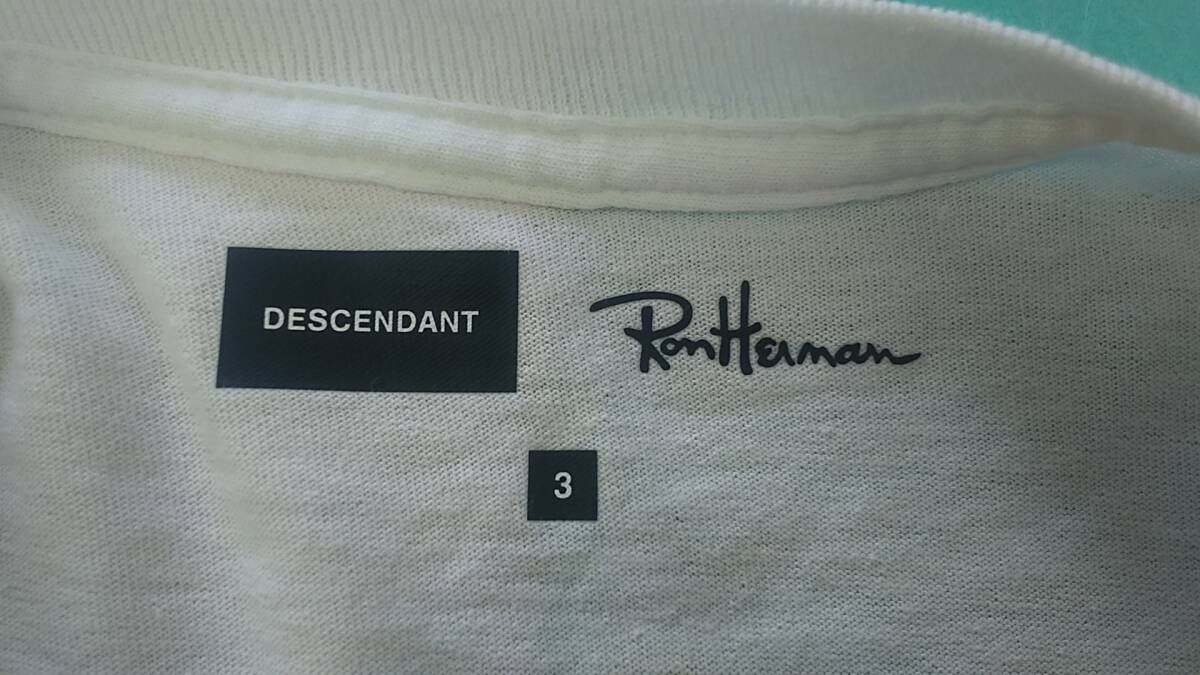 DESCENDANT
Ron Herman
3